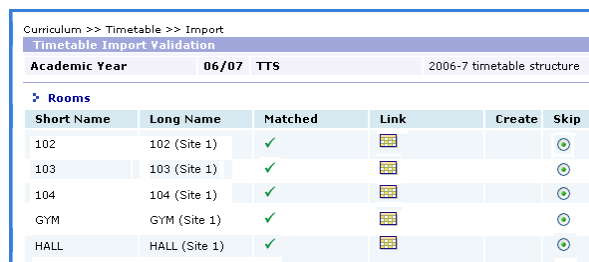 Curriculum >> Timetable >> Import
Timetable Import Validation
Academic Year 06/07 TTS 2006-7 timetable structure
Rooms
Short Name Long Name Matched Link Create Skip
102 102 (Site 1)
103 103 (Site 1)
104 104 (Site 1)
GYM GYM (Site 1)
HALL HALL (Site 1)